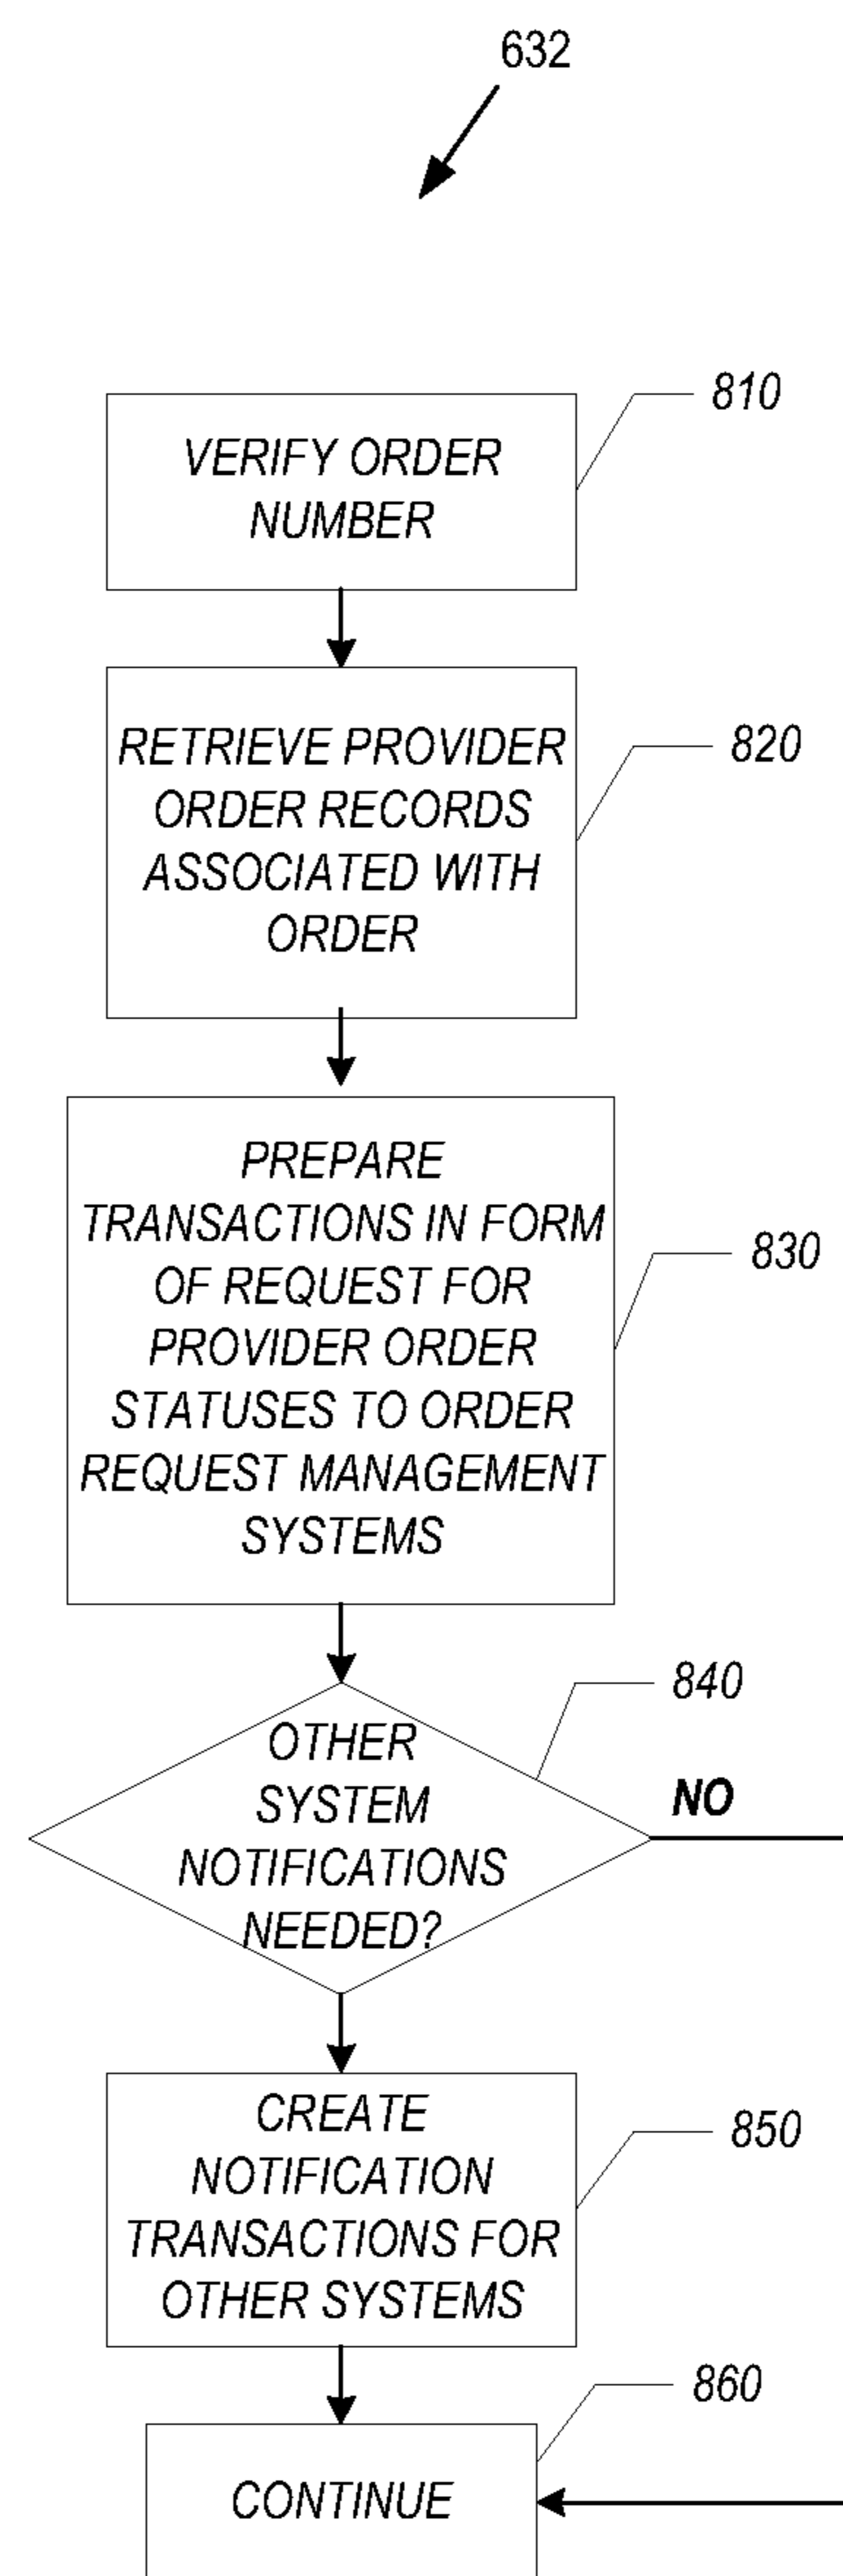 632
810
VERIFY ORDER
NUMBER
820
RETRIEVE PROVIDER
ORDER RECORDS
ASSOCIATED WITH
ORDER
830
PREPARE
TRANSACTIONS IN FORM
OF REQUEST FOR
PROVIDER ORDER
STATUSES TO ORDER
REQUEST MANAGEMENT
SYSTEMS
840
OTHER
SYSTEM
NOTIFICATIONS
NEEDED?
NO
850
CREATE
NOTIFICATION
TRANSACTIONS FOR
OTHER SYSTEMS
860
CONTINUE